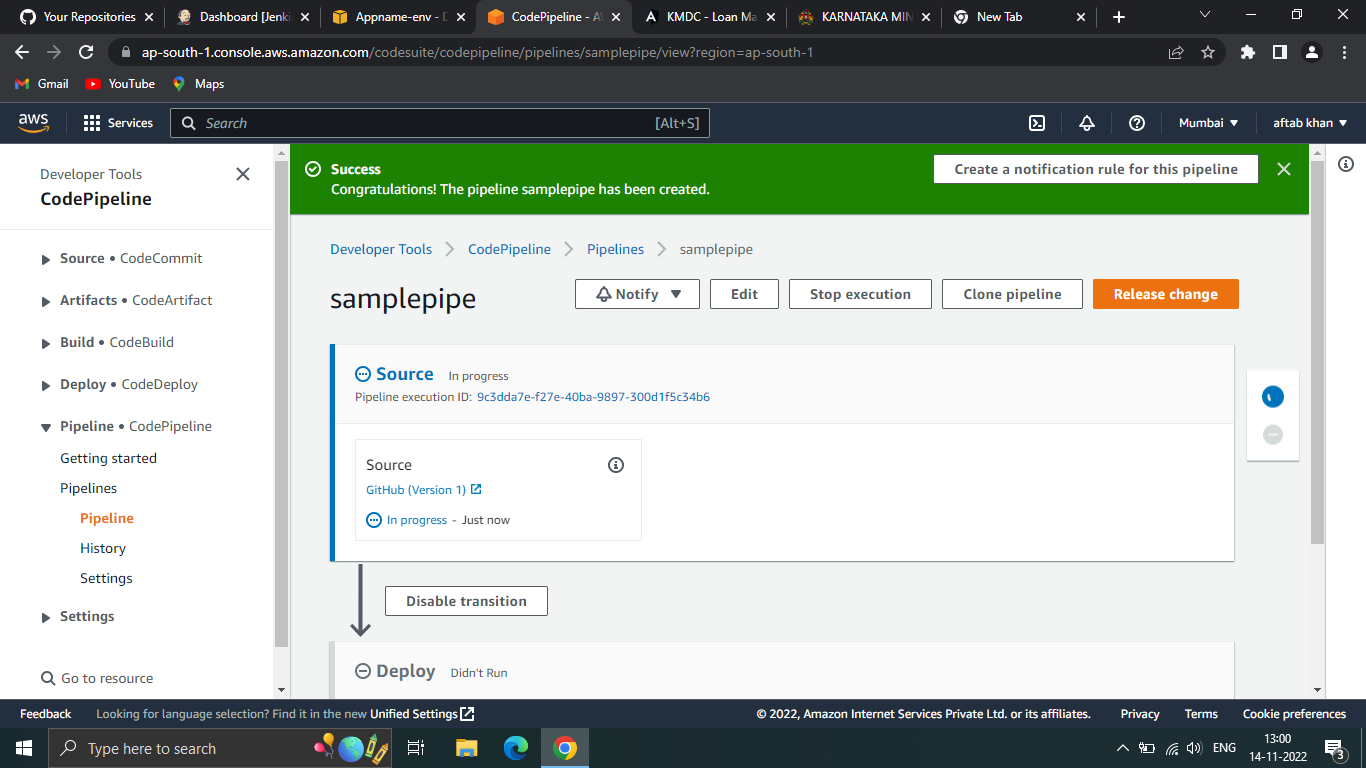 Your Repositories
Dashboard [Jenki
Appname-env - D
CodePipeline - A
KMDC - Loan Ma
KARNATAKA MIN
New Tab
ap-south-1.console.aws.amazon.com/codesuite/codepipeline/pipelines/samplepipe/view?region=ap-south-1
Gmail
YouTube
Maps
aws
Services
Search
[Alt+S]
Mumbai
aftab khan
Developer Tools
CodePipeline
Source • CodeCommit
Artifacts • CodeArtifact
Build • CodeBuild
Deploy • CodeDeploy
Pipeline • CodePipeline
Getting started
Pipelines
Pipeline
History
Settings
Settings
Go to resource
Success
Congratulations! The pipeline samplepipe has been created.
Create a notification rule for this pipeline
Developer Tools
CodePipeline
Pipelines
samplepipe
samplepipe
Notify
Edit
Stop execution
Clone pipeline
Release change
Source In progress
Pipeline execution ID: 9c3dda7e-f27e-40ba-9897-300d1f5c34b6
Source
GitHub (Version 1)
In progress - Just now
Disable transition
Deploy Didn't Run
Feedback
Looking for language selection? Find it in the new Unified Settings
© 2022, Amazon Internet Services Private Ltd. or its affiliates.
Privacy
Terms
Cookie preferences
Type here to search
ENG
13:00
14-11-2022
3